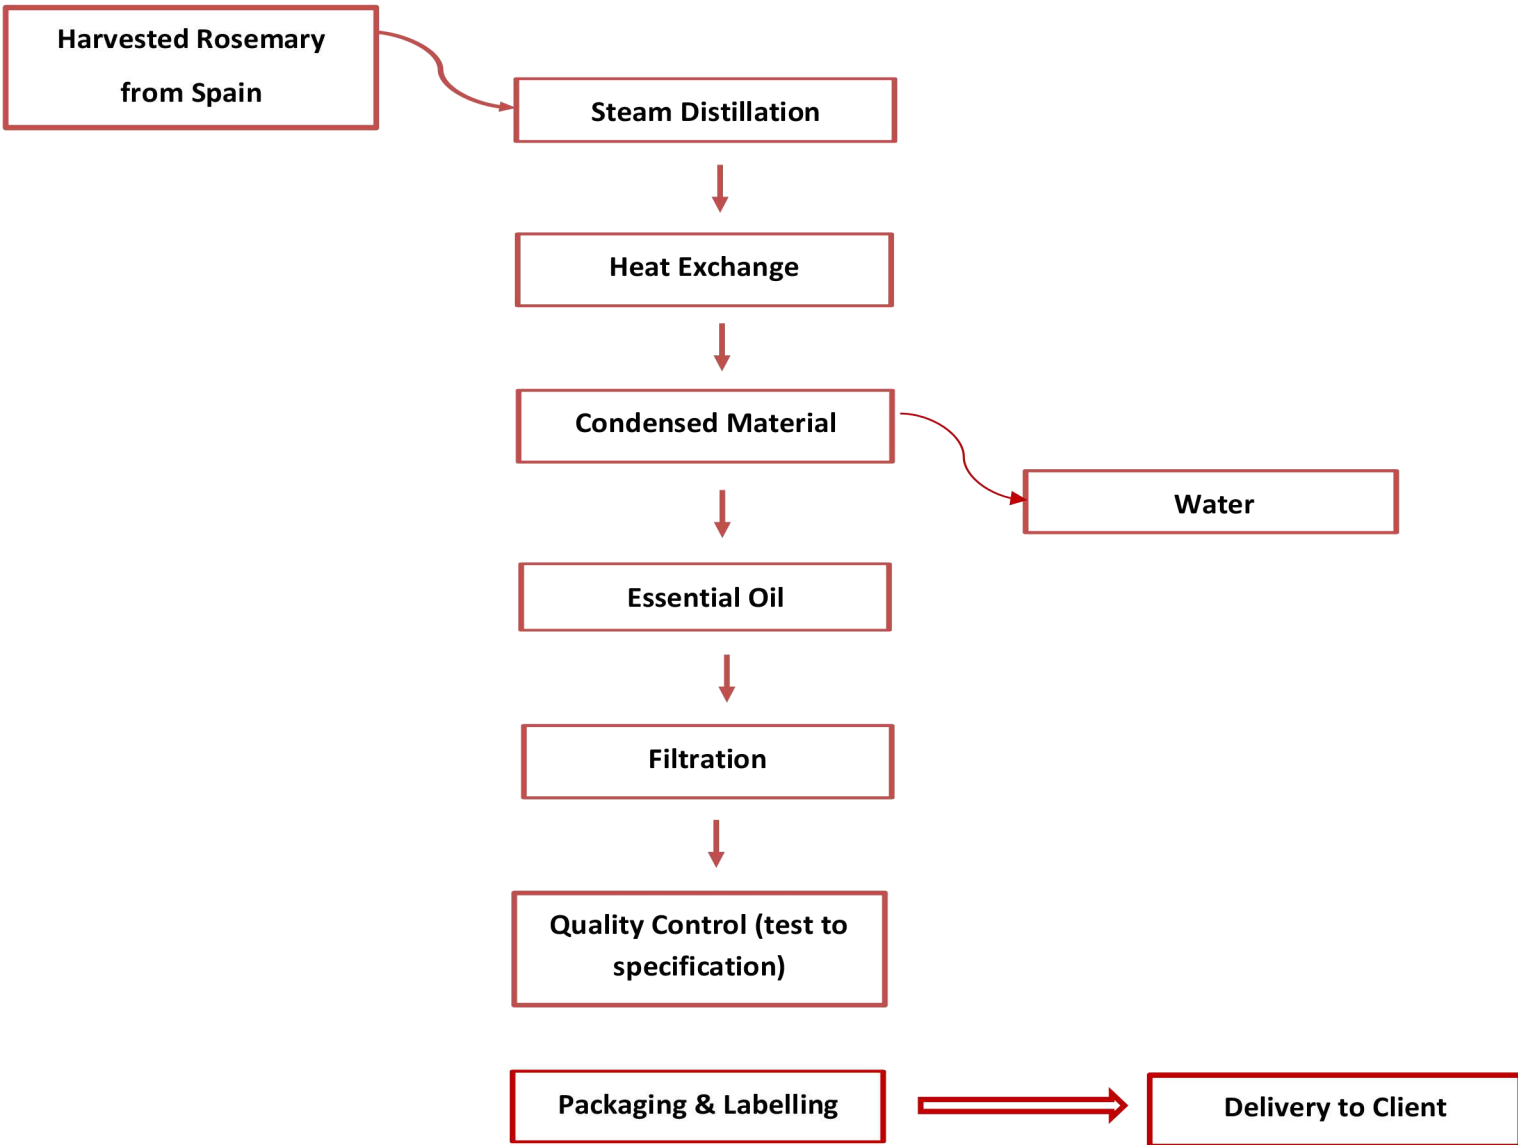 Harvested Rosemary
from Spain
Steam Distillation
Heat Exchange
Condensed Material
Water
Essential Oil
Filtration
Quality Control (test to
specification)
Packaging & Labelling
Delivery to Client